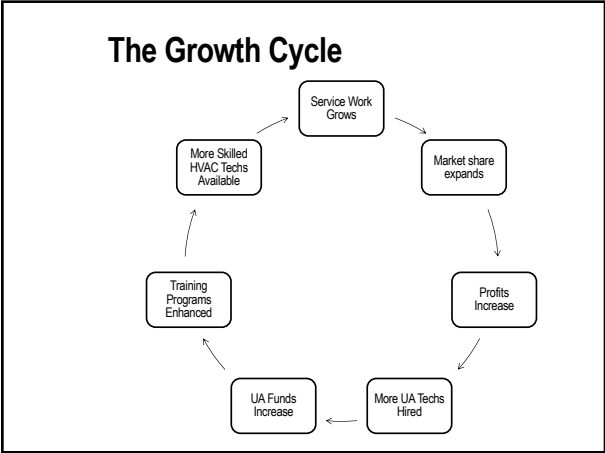 The Growth Cycle
Service Work
Grows
Market share
expands
Profits
Increase
More UA Techs
Hired
UA Funds
Increase
Training
Programs
Enhanced
More Skilled
HVAC Techs
Available